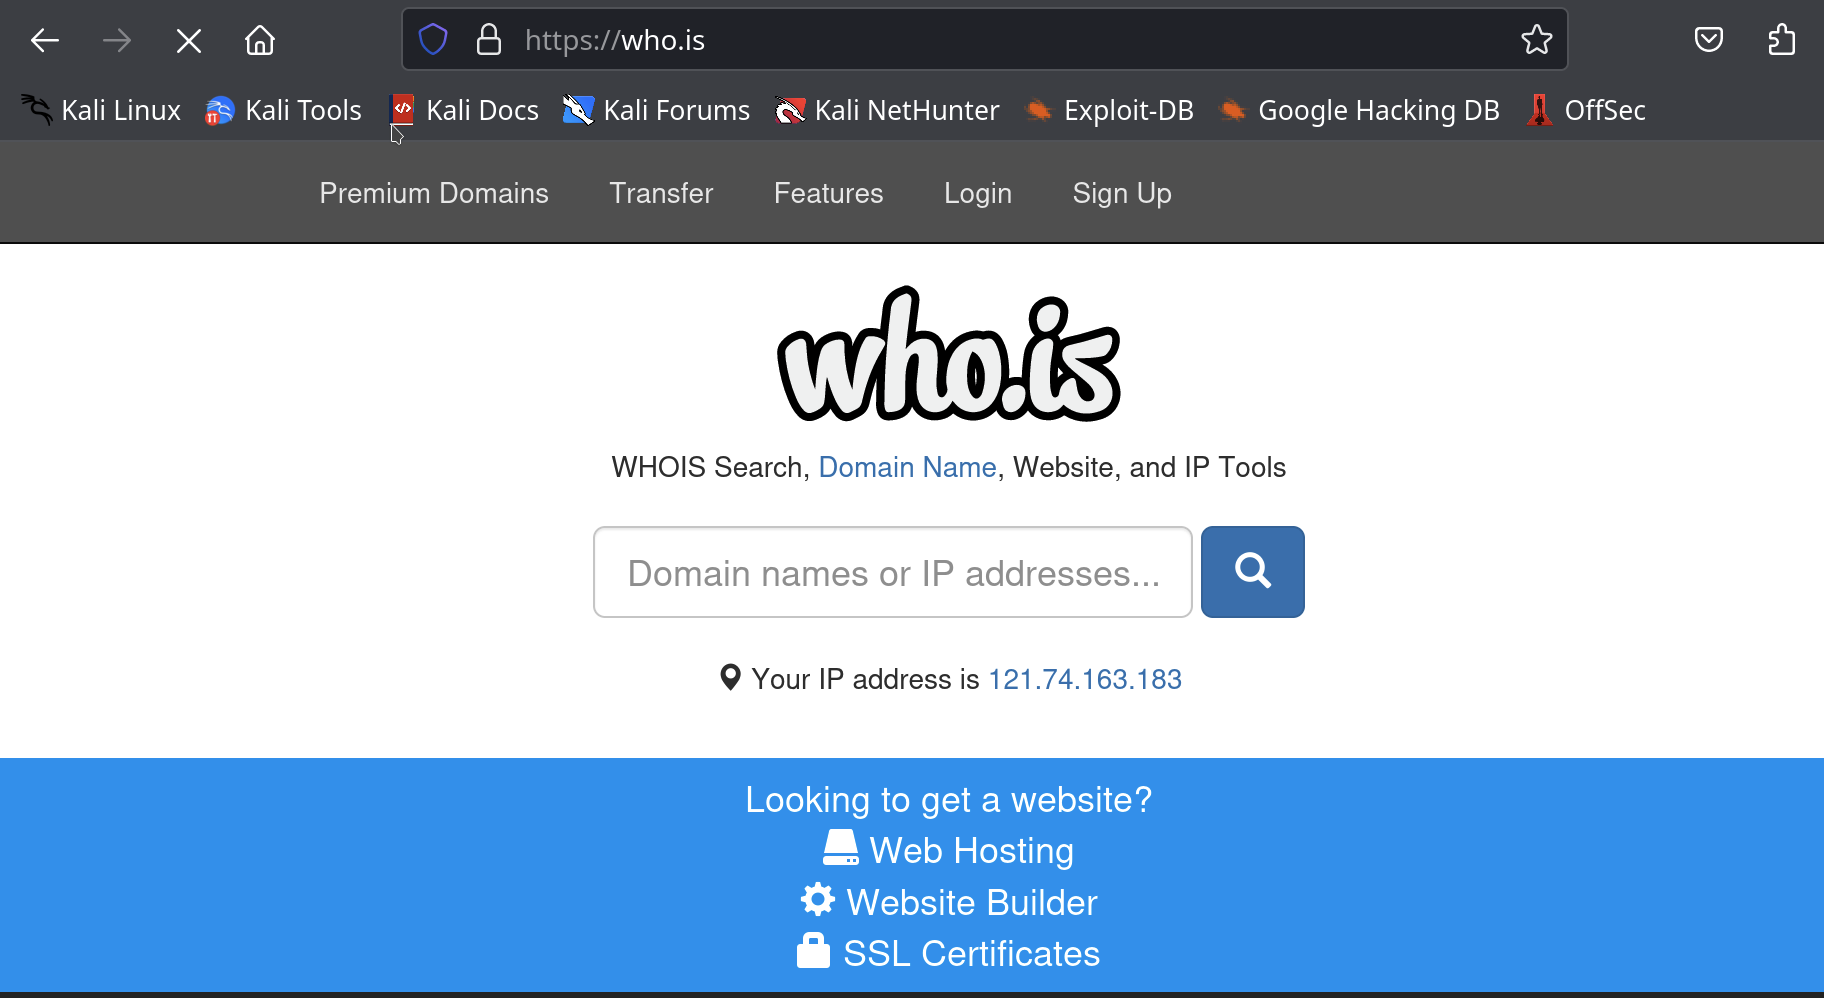 https://who.is
Kali Linux Kali Tools Kali Docs Kali Forums Kali NetHunter Exploit-DB Google Hacking DB OffSec
Premium Domains Transfer Features Login Sign Up
who.is
WHOIS Search, Domain Name, Website, and IP Tools
Domain names or IP addresses...
Your IP address is 121.74.163.183
Looking to get a website?
Web Hosting
Website Builder
SSL Certificates